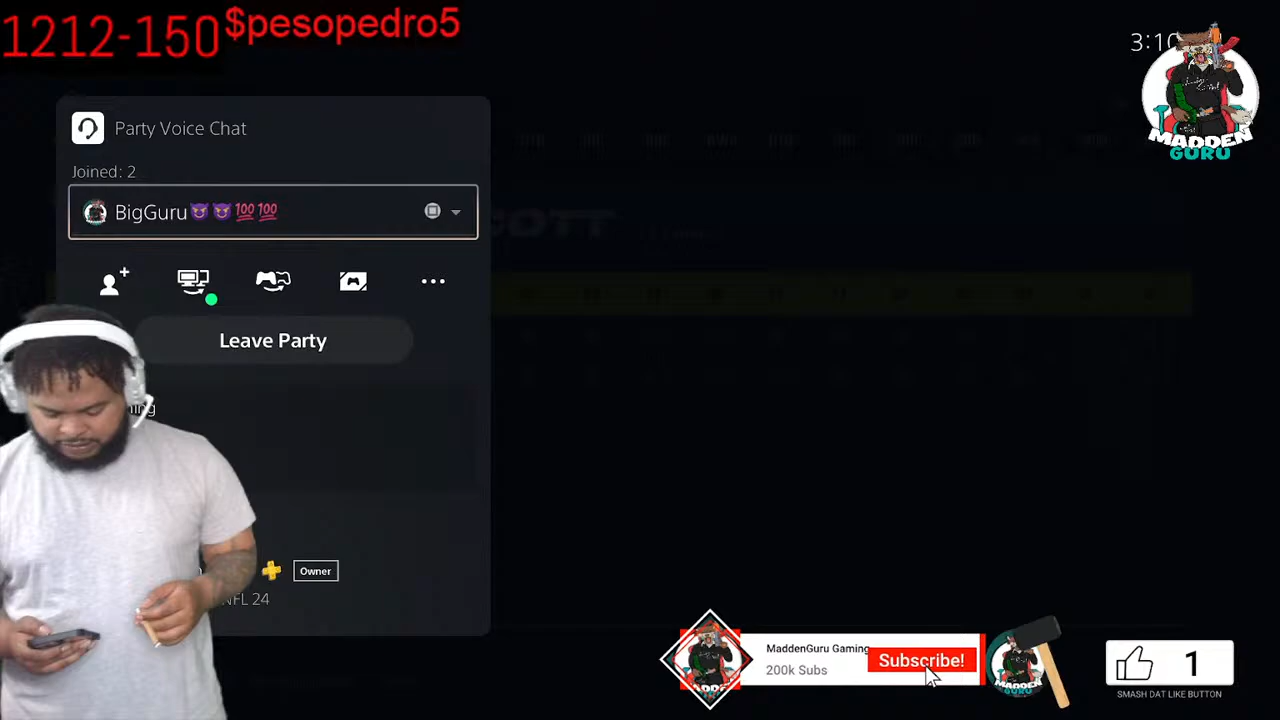 1212-150 $pesopedro5
3:10
MADDEN
GURU
Party Voice Chat
Joined: 2
BigGuru😈😈💯💯
Leave Party
Owner
NFL 24
MaddenGuru Gaming
200k Subs
Subscribe!
1
SMASH DAT LIKE BUTTON